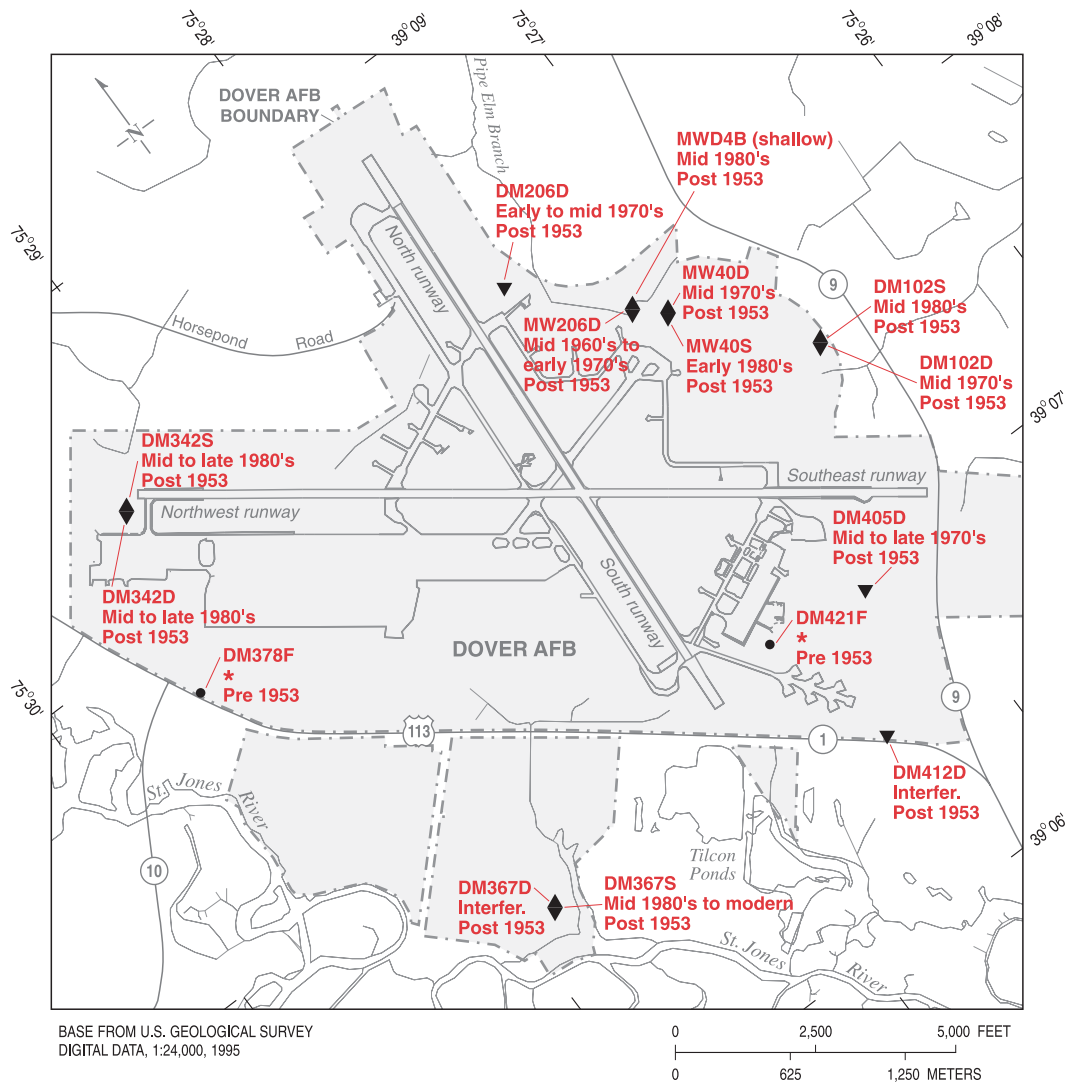 75°28'
39°09'
75°27'
75°26'
39°08'
DOVER AFB
BOUNDARY
Pipe Elm Branch
MWD4B (shallow)
Mid 1980's
Post 1953
DM206D
Early to mid 1970's
Post 1953
75°29'
North runway
9
MW40D
Mid 1970's
Post 1953
DM102S
Mid 1980's
Post 1953
Horsepond Road
MW206D
Mid 1960's to
early 1970's
Post 1953
MW40S
Early 1980's
Post 1953
DM102D
Mid 1970's
Post 1953
39°07'
DM342S
Mid to late 1980's
Post 1953
Southeast runway
Northwest runway
DM405D
Mid to late 1970's
Post 1953
South runway
DM342D
Mid to late 1980's
Post 1953
DM421F
*
Pre 1953
DOVER AFB
DM378F
*
Pre 1953
75°30'
9
113
1
DM412D
Interfer.
Post 1953
St. Jones River
39°06'
10
Tilcon
Ponds
DM367D
Interfer.
Post 1953
DM367S
Mid 1980's to modern
Post 1953
St. Jones River
N
BASE FROM U.S. GEOLOGICAL SURVEY
DIGITAL DATA, 1:24,000, 1995
0 2,500 5,000 FEET
0 625 1,250 METERS